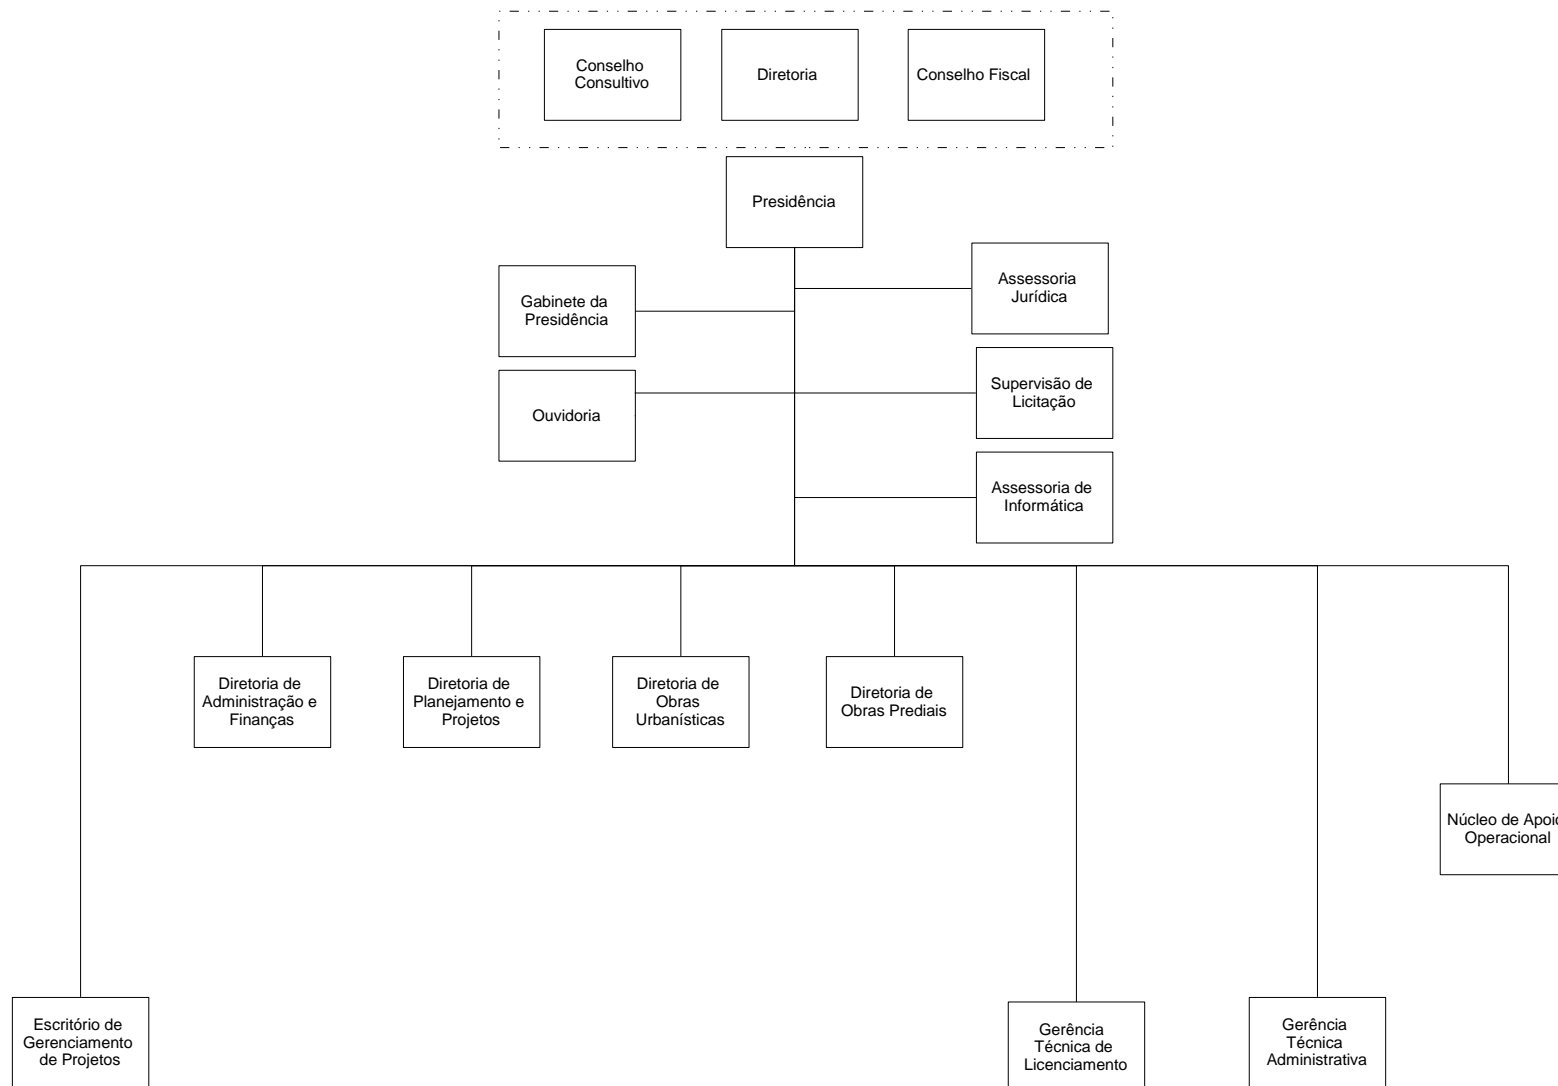 Conselho
Consultivo
Diretoria
Conselho Fiscal
Presidência
Gabinete da
Presidência
Assessoria
Jurídica
Ouvidoria
Supervisão de
Licitação
Assessoria de
Informática
Diretoria de
Administração e
Finanças
Diretoria de
Planejamento e
Projetos
Diretoria de
Obras
Urbanísticas
Diretoria de
Obras Prediais
Núcleo de Apoio
Operacional
Escritório de
Gerenciamento
de Projetos
Gerência
Técnica de
Licenciamento
Gerência
Técnica
Administrativa